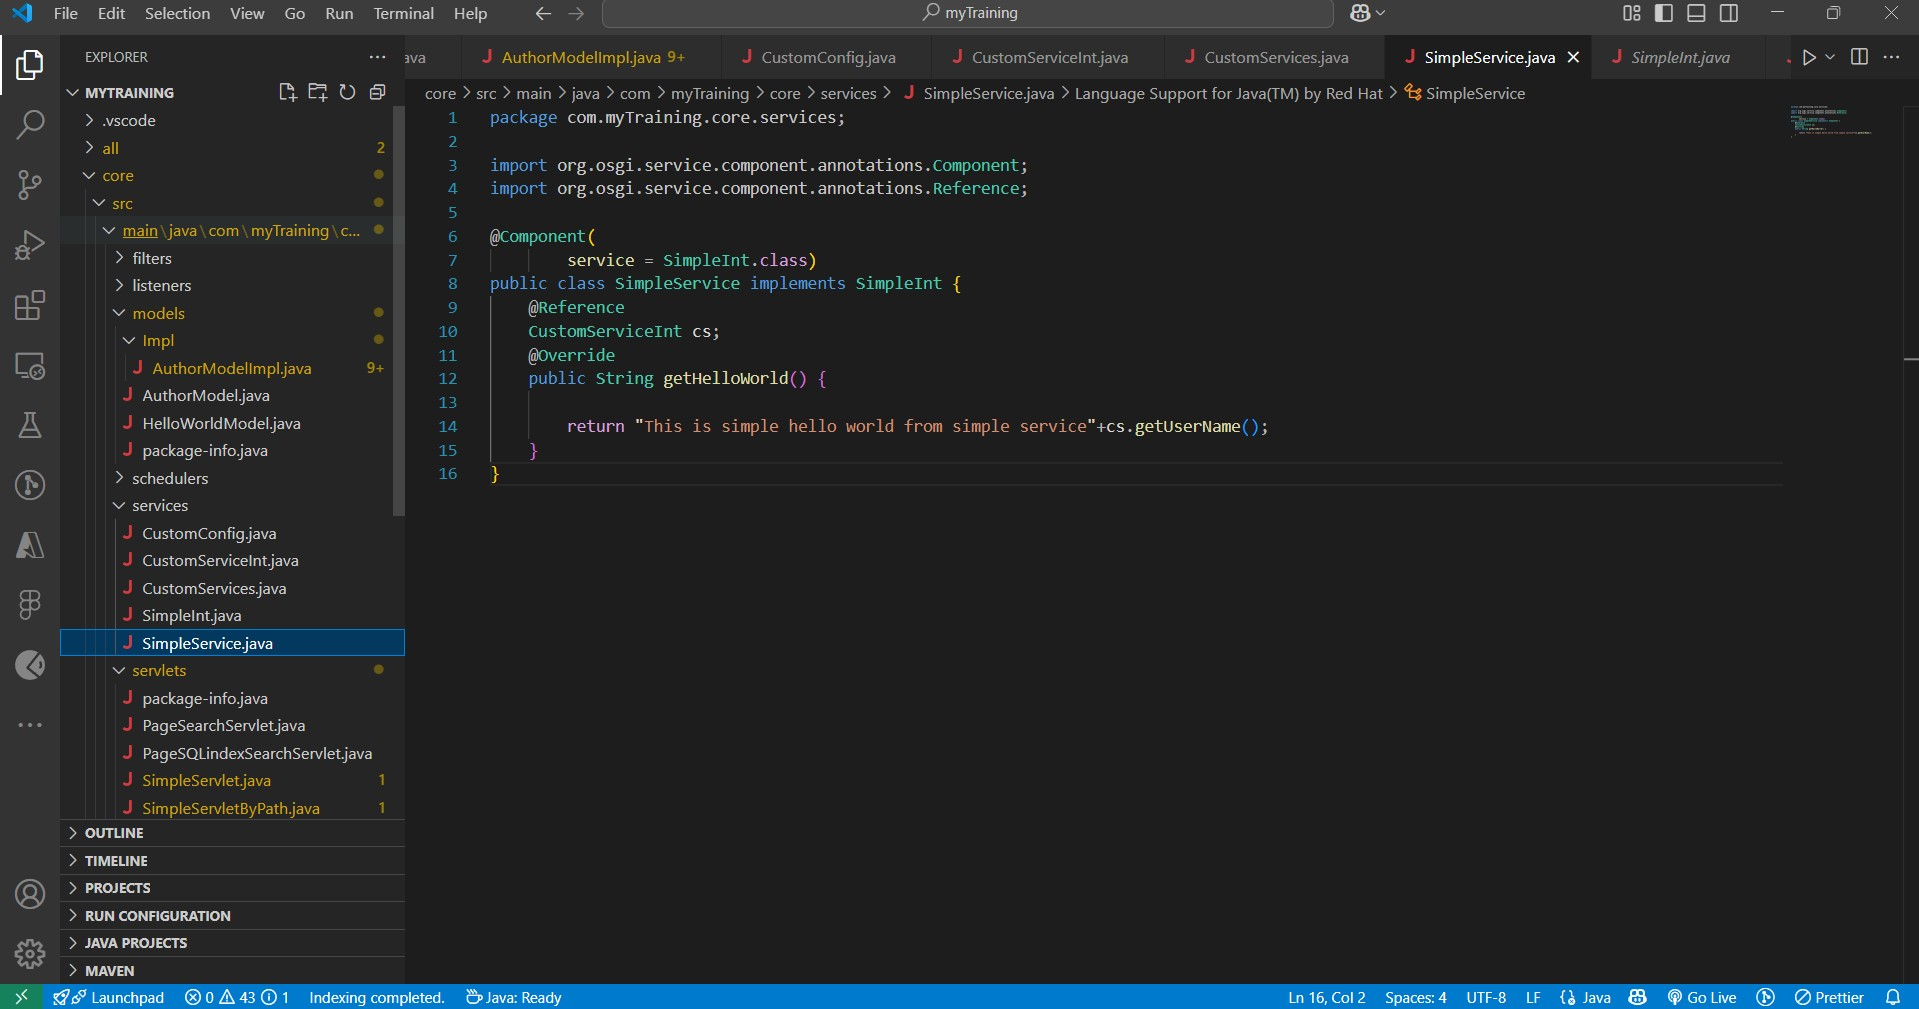 File Edit Selection View Go Run Terminal Help
myTraining
EXPLORER
ava
AuthorModelImpl.java 9+
CustomConfig.java
CustomServiceInt.java
CustomServices.java
SimpleService.java
SimpleInt.java
MYTRAINING
core > src > main > java > com > myTraining > core > services > SimpleService.java > Language Support for Java(TM) by Red Hat > SimpleService
.vscode
all 2
core
src
main\java\com\myTraining\c...
filters
listeners
models
Impl
AuthorModelImpl.java 9+
AuthorModel.java
HelloWorldModel.java
package-info.java
schedulers
services
CustomConfig.java
CustomServiceInt.java
CustomServices.java
SimpleInt.java
SimpleService.java
servlets
package-info.java
PageSearchServlet.java
PageSQLindexSearchServlet.java
SimpleServlet.java 1
SimpleServletByPath.java 1
OUTLINE
TIMELINE
PROJECTS
RUN CONFIGURATION
JAVA PROJECTS
MAVEN
1 package com.myTraining.core.services;
2
3 import org.osgi.service.component.annotations.Component;
4 import org.osgi.service.component.annotations.Reference;
5
6 @Component(
7 service = SimpleInt.class)
8 public class SimpleService implements SimpleInt {
9 @Reference
10 CustomServiceInt cs;
11 @Override
12 public String getHelloWorld() {
13
14 return "This is simple hello world from simple service"+cs.getUserName();
15 }
16 }
Launchpad 0 43 1 Indexing completed. Java: Ready Ln 16, Col 2 Spaces: 4 UTF-8 LF Java Go Live Prettier